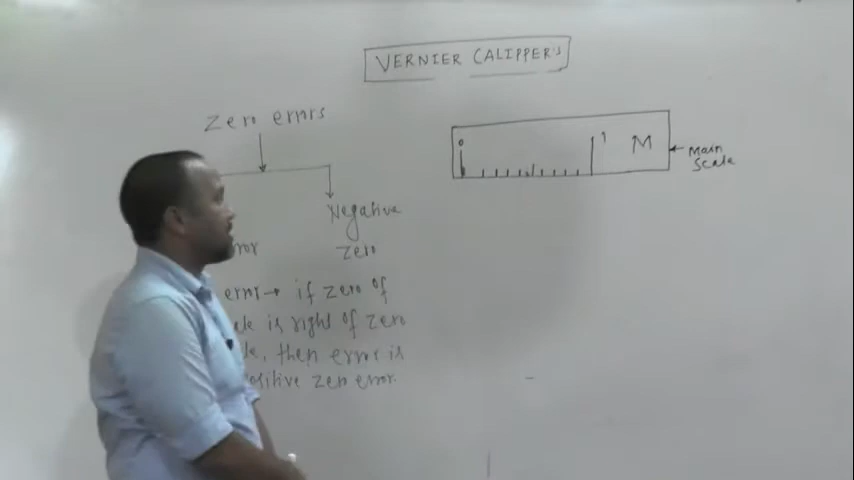 VERNIER CALIPPER'S
Zero errors
0 1 M
Main
Scale
Negative
Zero
error → if zero of
is right of zero
then error is
positive zero error.